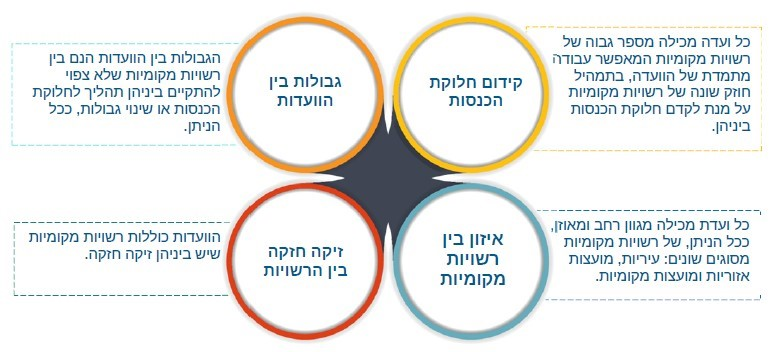 קידום חלוקת
הכנסות
כל ועדה מכילה מספר גבוה של
רשויות מקומיות המאפשר עבודה
מתמדת של הוועדה, בתמהיל
חוזק שונה של רשויות מקומיות
על מנת לקדם חלוקת הכנסות
ביניהן.
גבולות בין
הוועדות
הגבולות בין הוועדות הנם בין
רשויות מקומיות שלא צפוי
להתקיים ביניהן תהליך לחלוקת
הכנסות או שינוי גבולות, ככל
הניתן.
איזון בין
רשויות
מקומיות
כל ועדת מכילה מגוון רחב ומאוזן,
ככל הניתן, של רשויות מקומיות
מסוגים שונים: עיריות, מועצות
אזוריות ומועצות מקומיות.
זיקה חזקה
בין הרשויות
הוועדות כוללות רשויות מקומיות
שיש ביניהן זיקה חזקה.